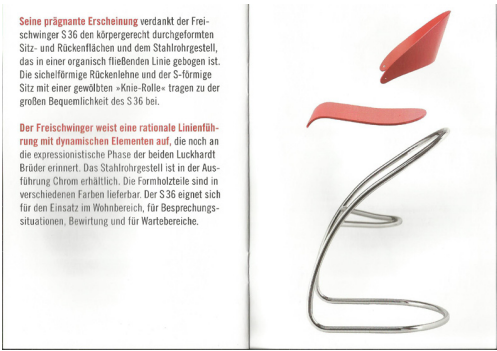 Seine prägnante Erscheinung verdankt der Frei-
schwinger S 36 den körpergerecht durchgeformten
Sitz- und Rückenflächen und dem Stahlrohrgestell,
das in einer organisch fließenden Linie gebogen ist.
Die sichelförmige Rückenlehne und der S-förmige
Sitz mit einer gewölbten »Knie-Rolle« tragen zu der
großen Bequemlichkeit des S 36 bei.
Der Freischwinger weist eine rationale Linienfüh-
rung mit dynamischen Elementen auf, die noch an
die expressionistische Phase der beiden Luckhardt
Brüder erinnert. Das Stahlrohrgestell ist in der Aus-
führung Chrom erhältlich. Die Formholzteile sind in
verschiedenen Farben lieferbar. Der S 36 eignet sich
für den Einsatz im Wohnbereich, für Besprechungs-
situationen, Bewirtung und für Wartebereiche.